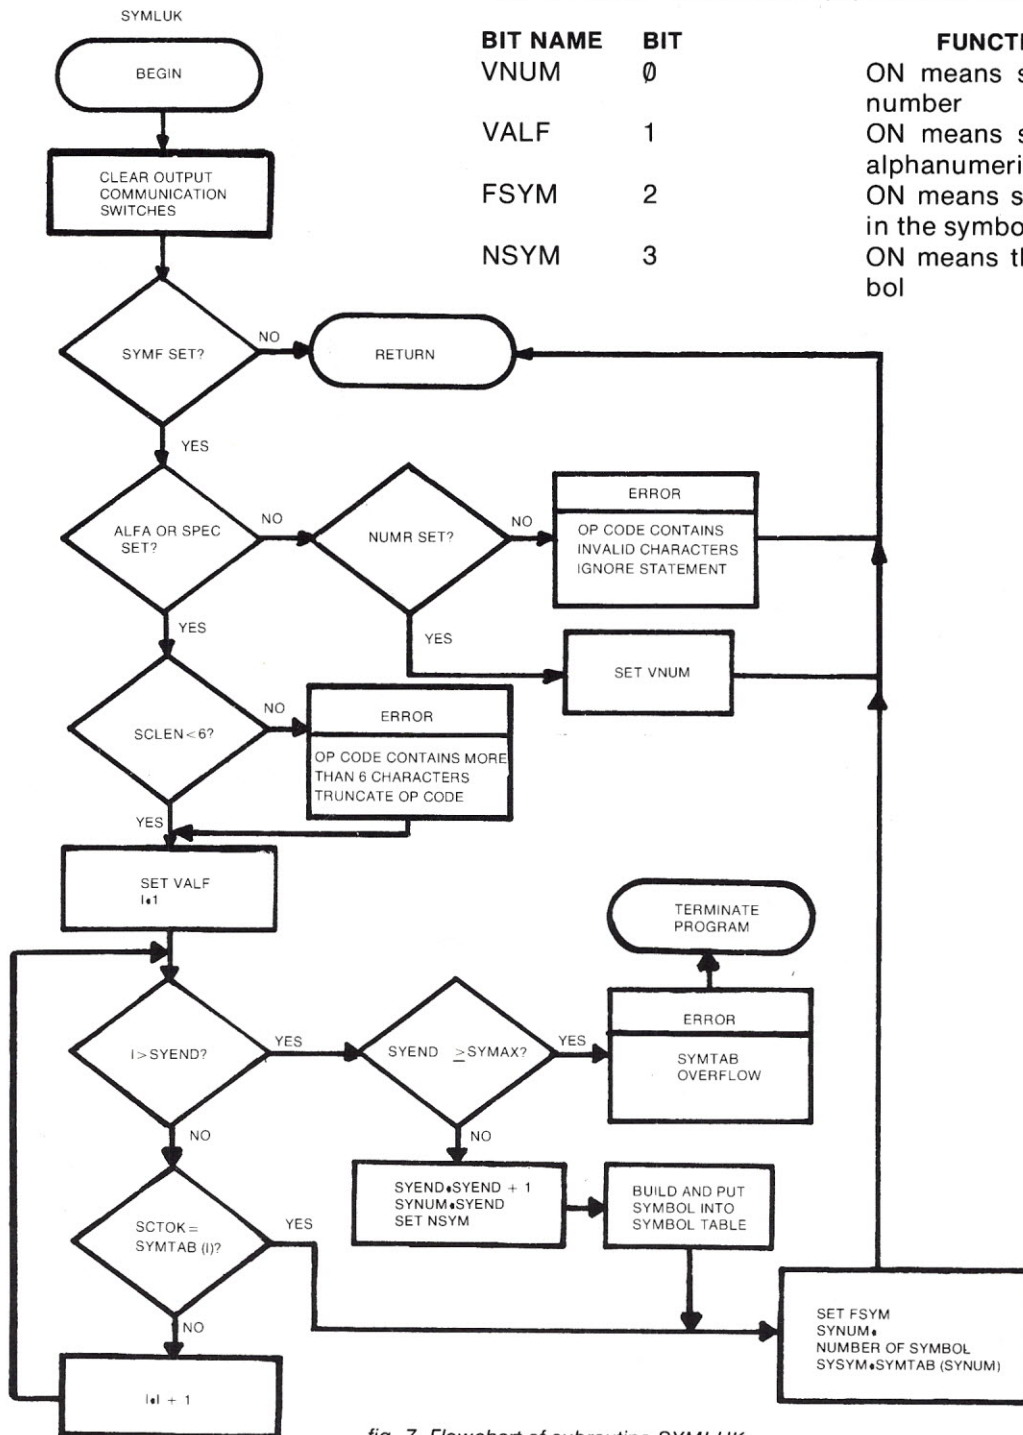 SYMLUK
BEGIN
CLEAR OUTPUT
COMMUNICATION
SWITCHES
BIT NAME BIT
VNUM 0
VALF 1
FSYM 2
NSYM 3
ON means
number
ON means
ON means
in the
ON means
bol
SYMF SET?
NO
RETURN
YES
ALFA OR SPEC
SET?
NO
NUMR SET?
NO
ERROR
OP CODE CONTAINS
INVALID CHARACTERS
IGNORE STATEMENT
YES
YES
SET VNUM
SCLEN<6?
NO
ERROR
OP CODE CONTAINS MORE
THAN 6 CHARACTERS
TRUNCATE OP CODE
YES
SET VALF
I•1
TERMINATE
PROGRAM
I>SYEND?
YES
SYEND ≥SYMAX?
YES
ERROR
SYMTAB
OVERFLOW
NO
NO
SYEND•SYEND + 1
SYNUM•SYEND
SET NSYM
BUILD AND PUT
SYMBOL INTO
SYMBOL TABLE
SCTOK=
SYMTAB (I)?
YES
NO
SET FSYM
SYNUM•
NUMBER OF SYMBOL
SYSYM•SYMTAB (SYNUM)
I•I + 1
fig. 7 Flowchart of subroutine SYMLUK